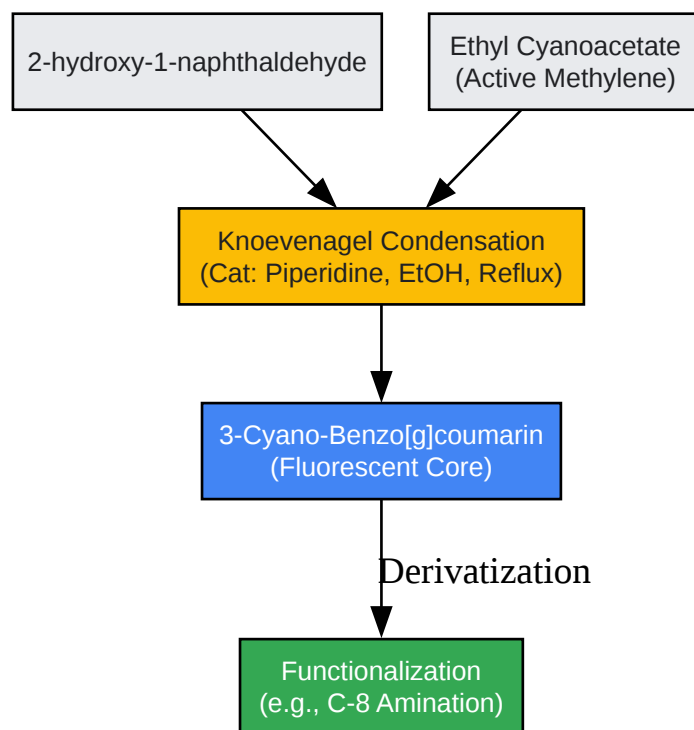 2-hydroxy-1-naphthaldehyde
Ethyl Cyanoacetate
(Active Methylene)
Knoevenagel Condensation
(Cat: Piperidine, EtOH, Reflux)
3-Cyano-Benzo[g]coumarin
(Fluorescent Core)
Derivatization
Functionalization
(e.g., C-8 Amination)